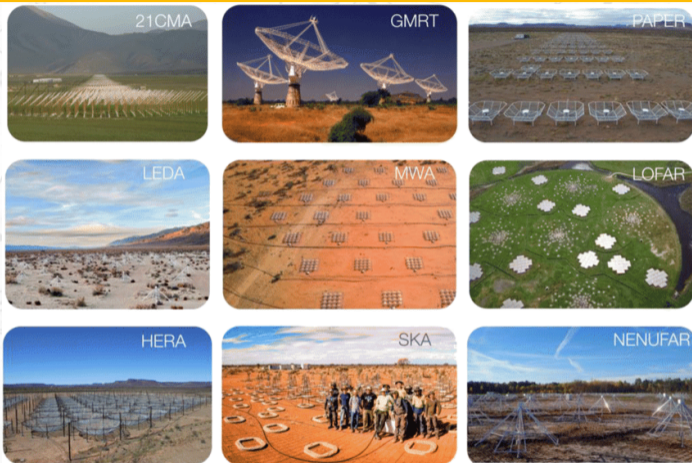 21CMA
GMRT
PAPER
LEDA
MWA
LOFAR
HERA
SKA
NENUFAR